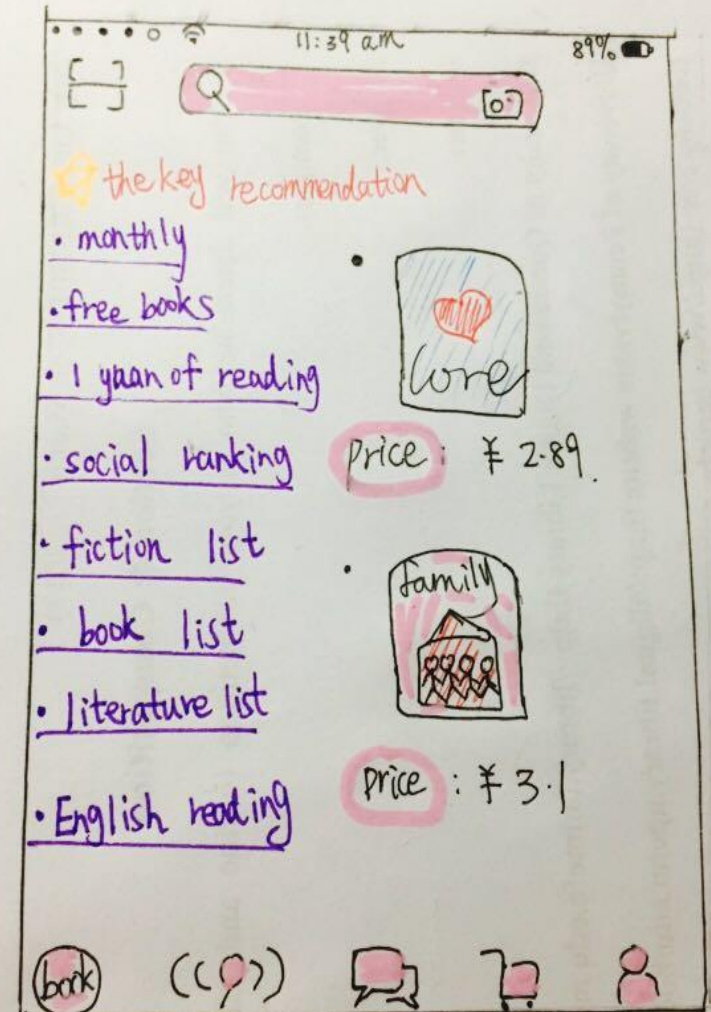 11:39 am 89%
the key recommendation
• monthly
• free books
• 1 yuan of reading
• social ranking
• fiction list
• book list
• literature list
• English reading
love
price: ¥ 2.89.
family
price: ¥ 3.1
book